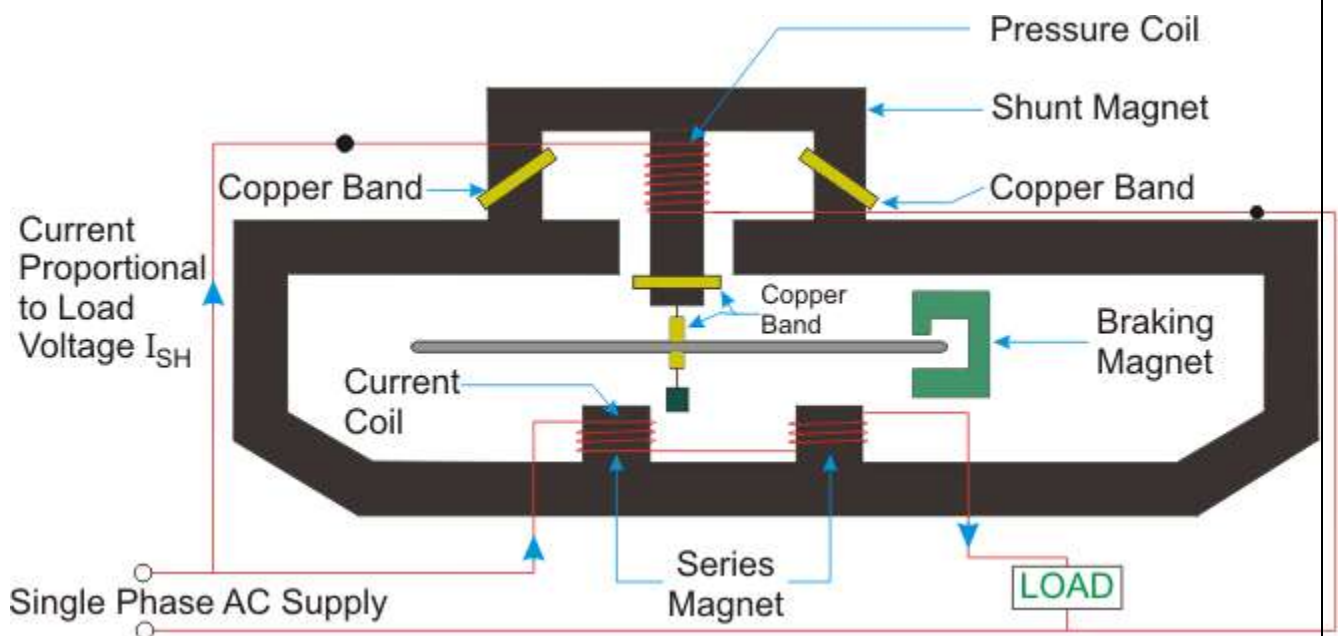 Pressure Coil
Shunt Magnet
Copper Band
Copper Band
Current
Proportional
to Load
Voltage I_SH
Copper
Band
Braking
Magnet
Current
Coil
Series
Magnet
LOAD
Single Phase AC Supply